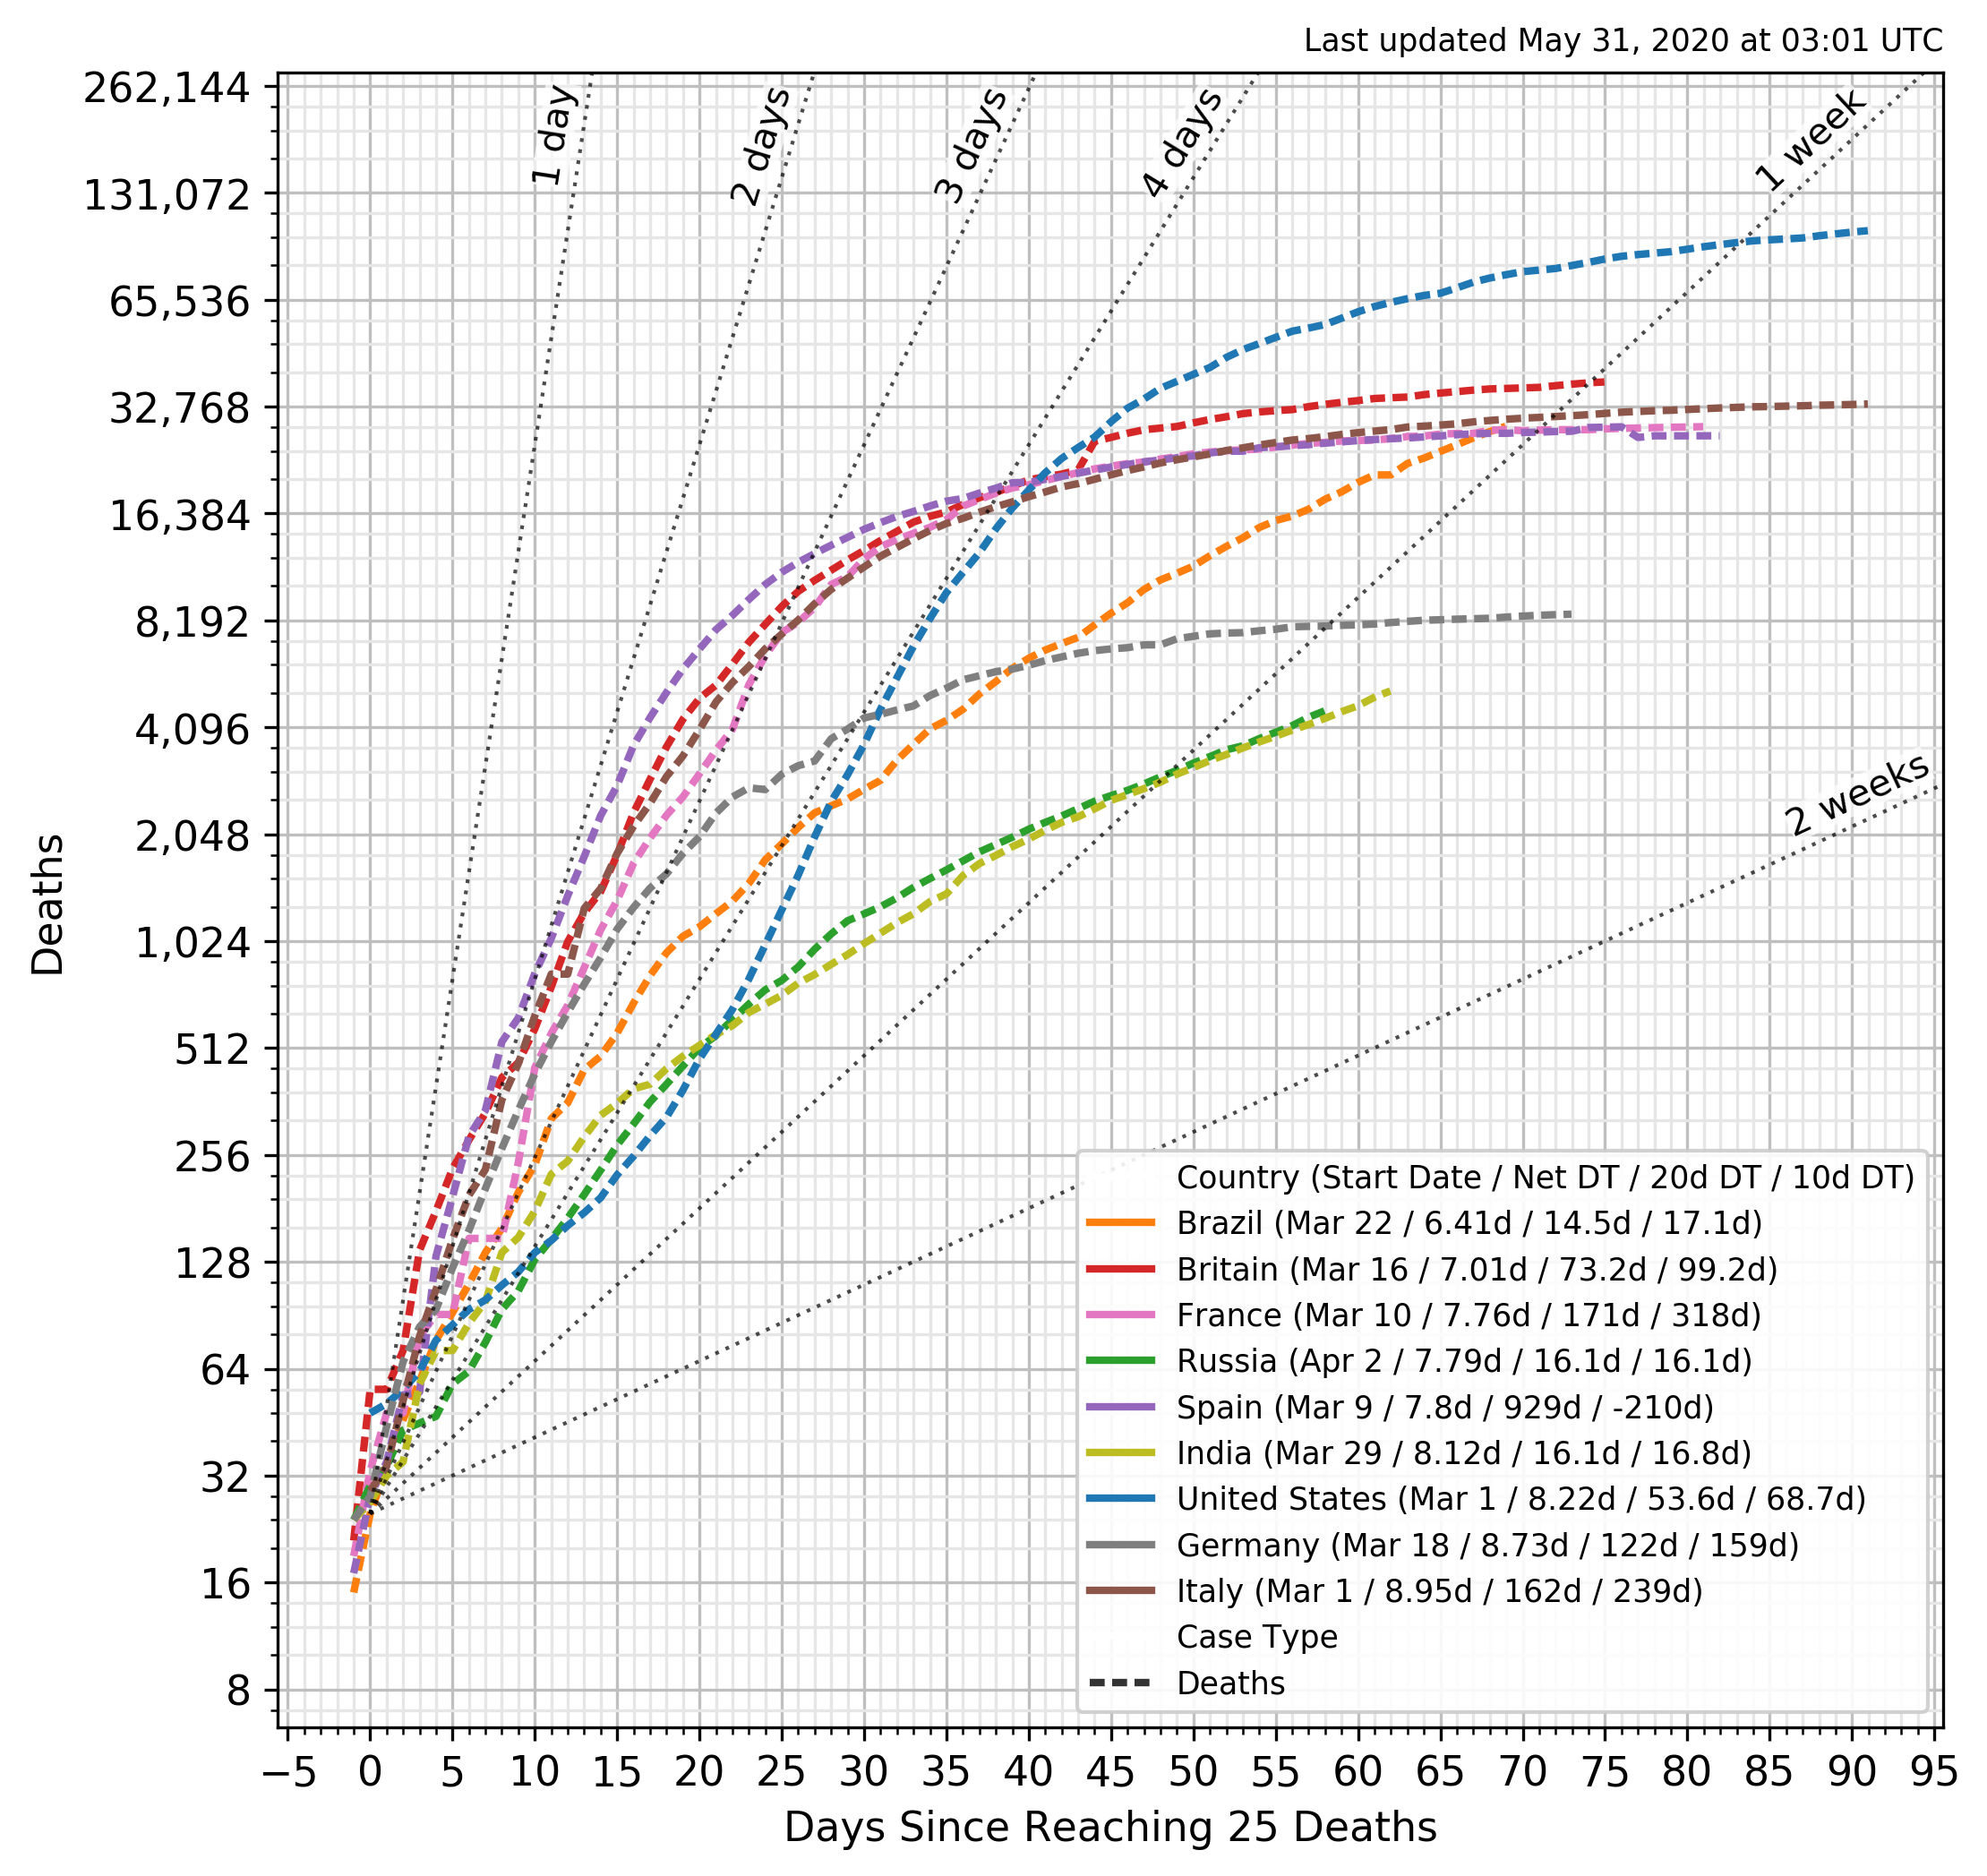 Last updated May 31, 2020 at 03:01 UTC
262,144
131,072
65,536
32,768
16,384
8,192
4,096
2,048
1,024
512
256
128
64
32
16
8
Deaths
1 day
2 days
3 days
4 days
1 week
2 weeks
Country (Start Date / Net DT / 20d DT / 10d DT)
Brazil (Mar 22 / 6.41d / 14.5d / 17.1d)
Britain (Mar 16 / 7.01d / 73.2d / 99.2d)
France (Mar 10 / 7.76d / 171d / 318d)
Russia (Apr 2 / 7.79d / 16.1d / 16.1d)
Spain (Mar 9 / 7.8d / 929d / -210d)
India (Mar 29 / 8.12d / 16.1d / 16.8d)
United States (Mar 1 / 8.22d / 53.6d / 68.7d)
Germany (Mar 18 / 8.73d / 122d / 159d)
Italy (Mar 1 / 8.95d / 162d / 239d)
Case Type
Deaths
−5 0 5 10 15 20 25 30 35 40 45 50 55 60 65 70 75 80 85 90 95
Days Since Reaching 25 Deaths